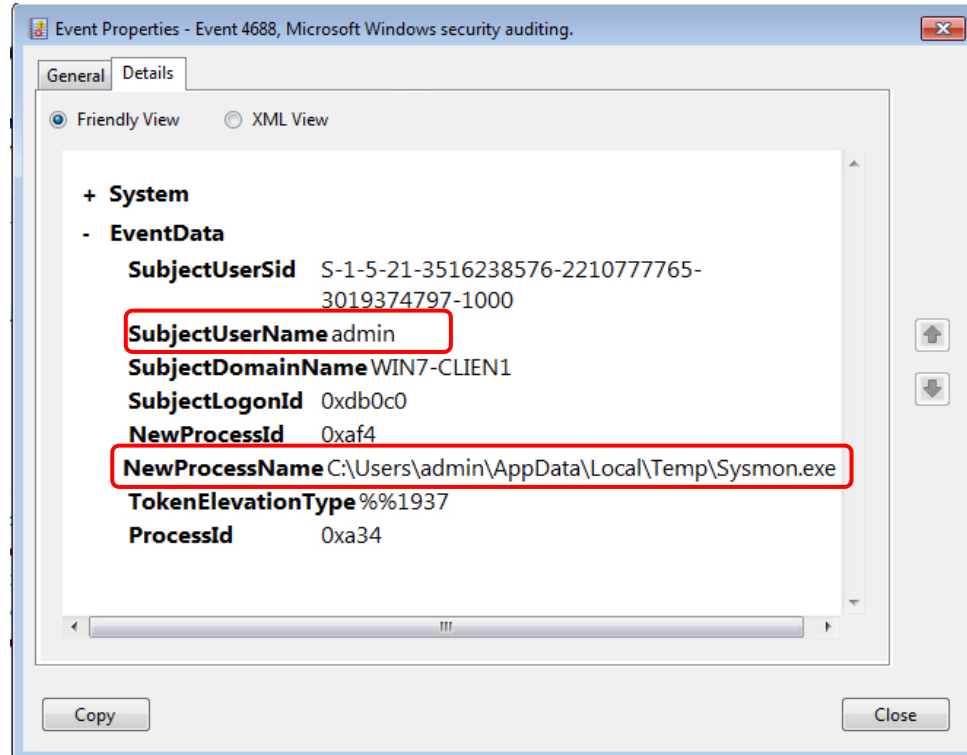 Event Properties - Event 4688, Microsoft Windows security auditing.
General Details
Friendly View XML View
+ System
- EventData
SubjectUserSid S-1-5-21-3516238576-2210777765-
3019374797-1000
SubjectUserName admin
SubjectDomainName WIN7-CLIEN1
SubjectLogonId 0xdb0c0
NewProcessId 0xaf4
NewProcessName C:\Users\admin\AppData\Local\Temp\Sysmon.exe
TokenElevationType %%1937
ProcessId 0xa34
Copy Close